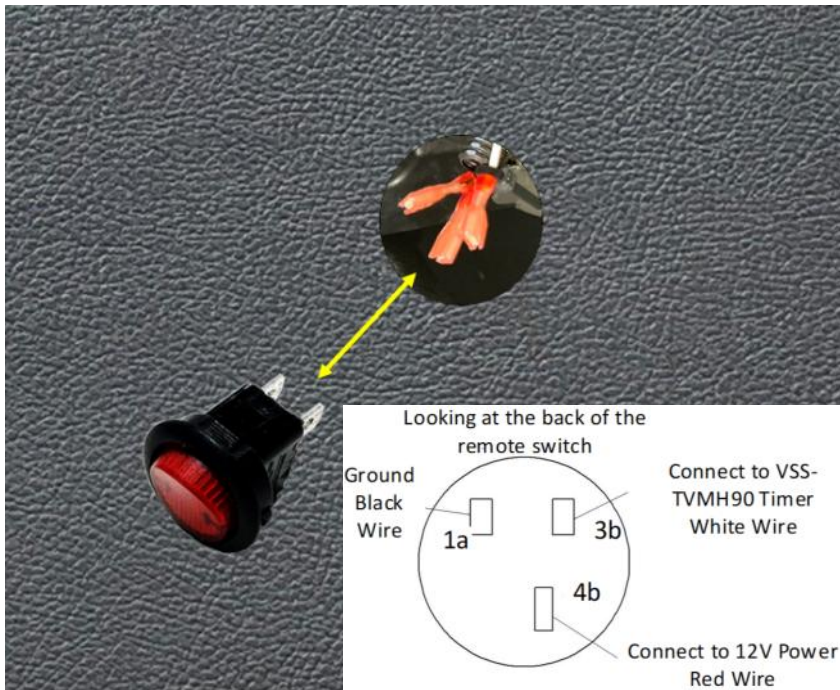 Looking at the back of the
remote switch
Ground
Black
Wire
1a
Connect to VSS-
TVMH90 Timer
White Wire
3b
4b
Connect to 12V Power
Red Wire